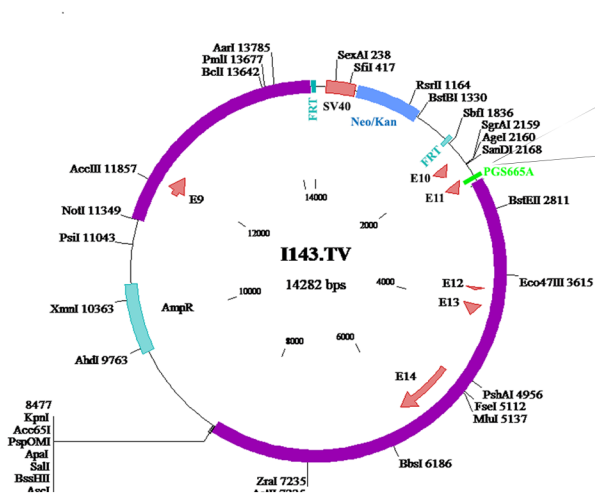 AarI 13785
PmlI 13677
BclI 13642
SexAI 238
SfiI 417
FRT
SV40
Neo/Kan
RsrII 1164
BstBI 1330
SbfI 1836
FRT
SgrAI 2159
AgeI 2160
SanDI 2168
PGS665A
E10
E11
BstEII 2811
AccIII 11857
E9
NotI 11349
PsiI 11043
14000
12000
2000
I143.TV
14282 bps
10000
4000
8000
6000
E12
E13
Eco47III 3615
XmnI 10363
AmpR
AhdI 9763
E14
PshAI 4956
FseI 5112
MluI 5137
BbsI 6186
ZraI 7235
8477
KpnI
Acc65I
PspOMI
ApaI
SalI
BssHII